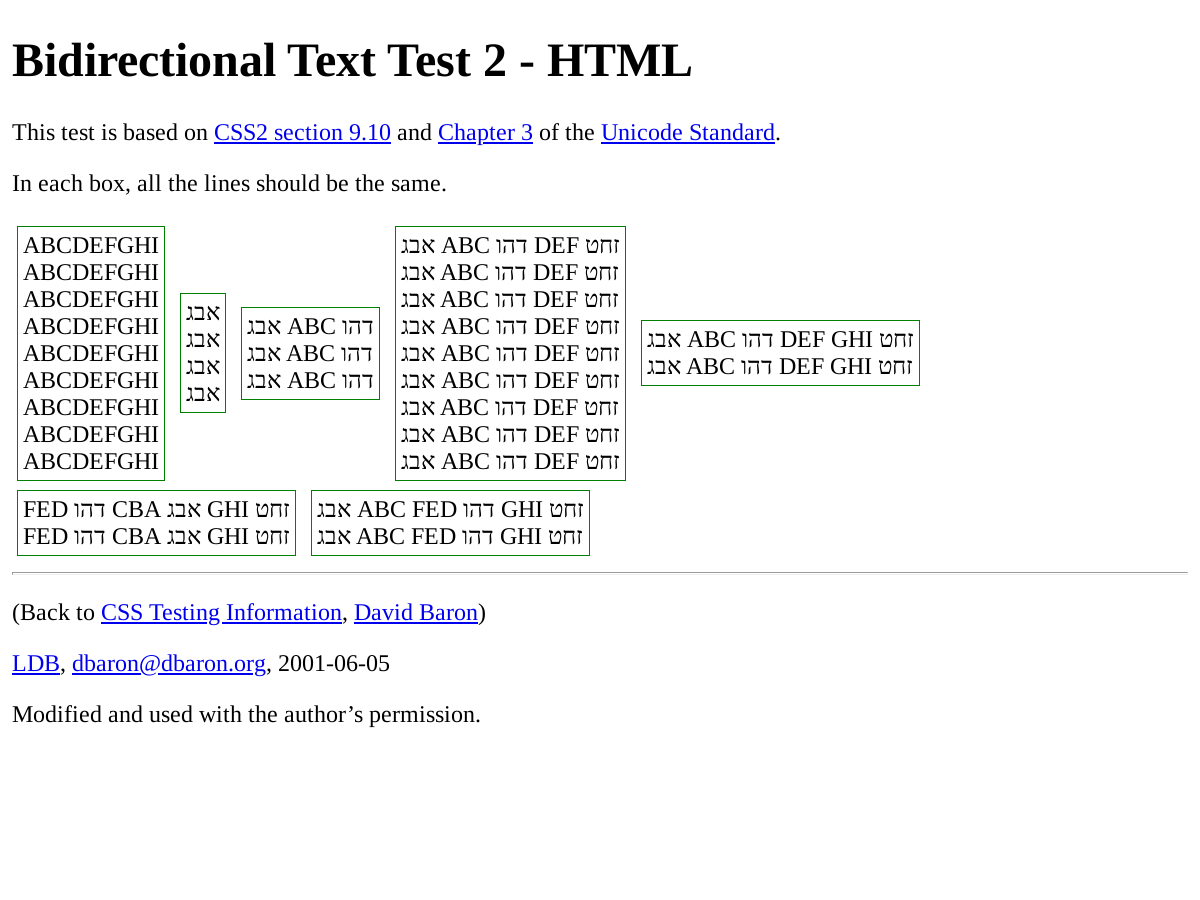 Bidirectional Text Test 2 - HTML
This test is based on CSS2 section 9.10 and Chapter 3 of the Unicode Standard.
In each box, all the lines should be the same.
ABCDEFGHI
ABCDEFGHI
ABCDEFGHI
ABCDEFGHI
ABCDEFGHI
ABCDEFGHI
ABCDEFGHI
ABCDEFGHI
ABCDEFGHI
אבג
אבג
אבג
אבג
אבג ABC דהו
אבג ABC דהו
אבג ABC דהו
אבג ABC דהו DEF זחט
אבג ABC דהו DEF זחט
אבג ABC דהו DEF זחט
אבג ABC דהו DEF זחט
אבג ABC דהו DEF זחט
אבג ABC דהו DEF זחט
אבג ABC דהו DEF זחט
אבג ABC דהו DEF זחט
אבג ABC דהו DEF זחט
אבג ABC דהו DEF GHI זחט
אבג ABC דהו DEF GHI זחט
FED דהו CBA אבג GHI זחט
FED דהו CBA אבג GHI זחט
אבג ABC FED דהו GHI זחט
אבג ABC FED דהו GHI זחט
(Back to CSS Testing Information, David Baron)
LDB, dbaron@dbaron.org, 2001-06-05
Modified and used with the author’s permission.